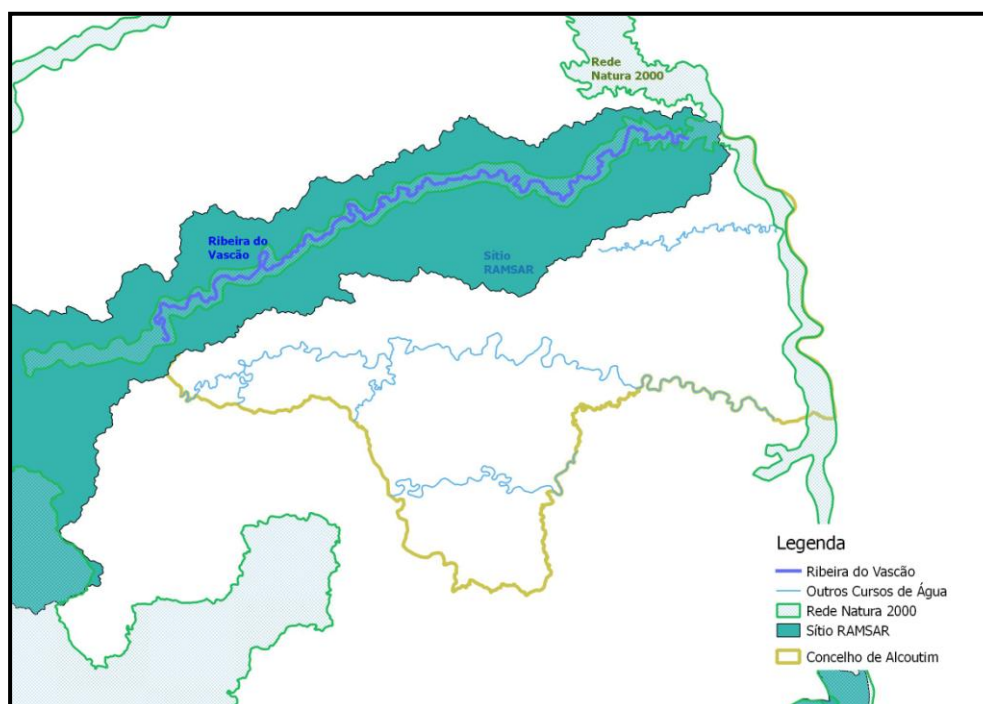 Rede
Natura 2000
Ribeira do
Vascão
Sítio
RAMSAR
Legenda
Ribeira do Vascão
Outros Cursos de Água
Rede Natura 2000
Sítio RAMSAR
Concelho de Alcoutim